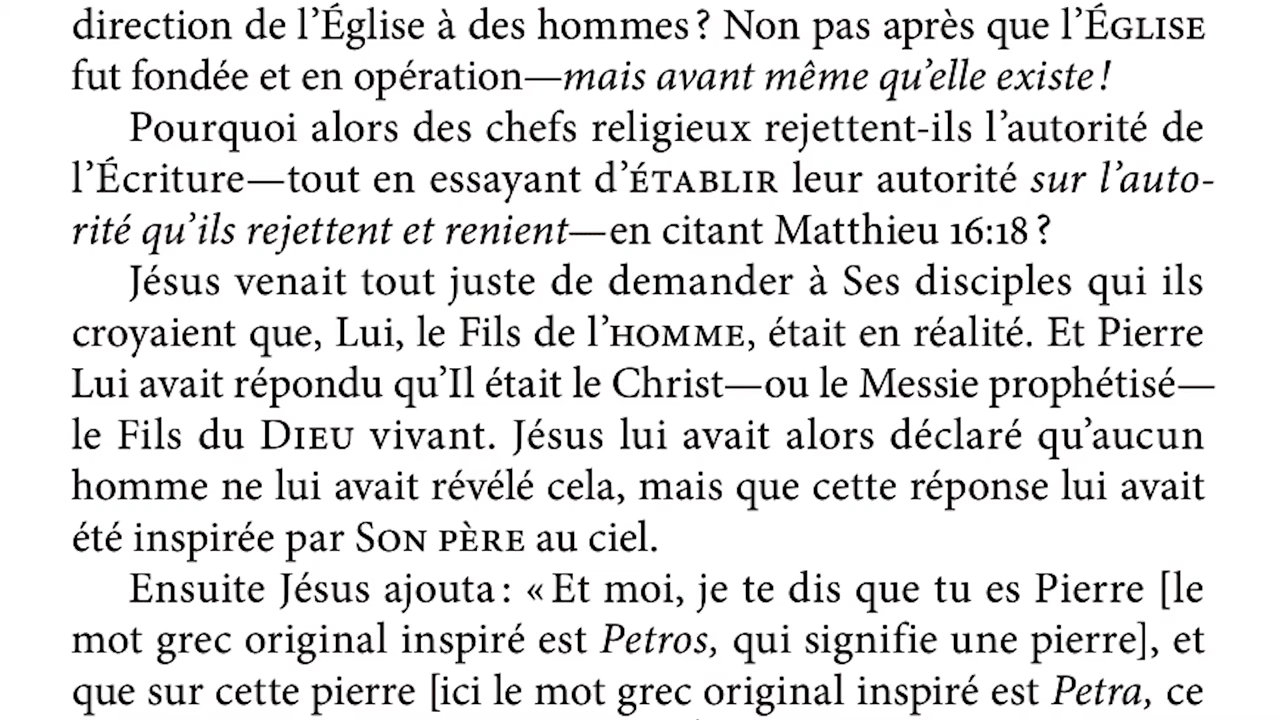 direction de l’Église à des hommes ? Non pas après que l’ÉGLISE
fut fondée et en opération—mais avant même qu’elle existe !
Pourquoi alors des chefs religieux rejettent-ils l’autorité de
l’Écriture—tout en essayant d’ÉTABLIR leur autorité sur l’auto-
rité qu’ils rejettent et renient—en citant Matthieu 16:18 ?
Jésus venait tout juste de demander à Ses disciples qui ils
croyaient que, Lui, le Fils de l’HOMME, était en réalité. Et Pierre
Lui avait répondu qu’Il était le Christ—ou le Messie prophétisé—
le Fils du DIEU vivant. Jésus lui avait alors déclaré qu’aucun
homme ne lui avait révélé cela, mais que cette réponse lui avait
été inspirée par SON PÈRE au ciel.
Ensuite Jésus ajouta : « Et moi, je te dis que tu es Pierre [le
mot grec original inspiré est Petros, qui signifie une pierre], et
que sur cette pierre [ici le mot grec original inspiré est Petra, ce